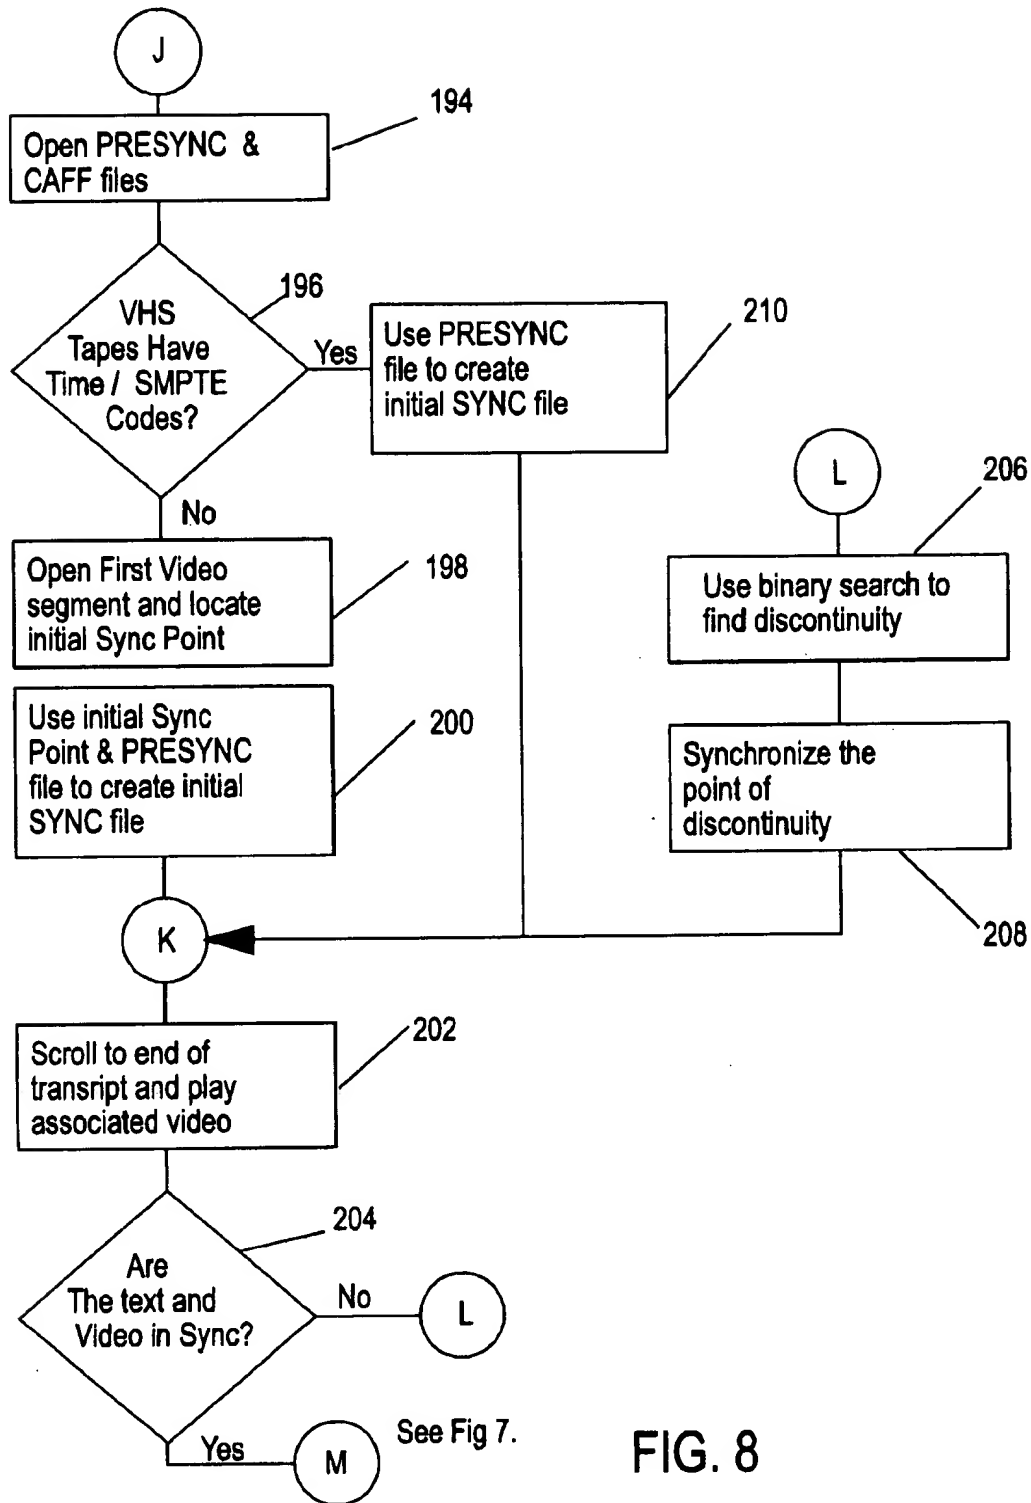 J
194
Open PRESYNC &
CAFF files
196
VHS
Tapes Have
Time / SMPTE
Codes?
Yes
Use PRESYNC
file to create
initial SYNC file
210
No
Open First Video
segment and locate
initial Sync Point
198
L
206
Use binary search to
find discontinuity
Use initial Sync
Point & PRESYNC
file to create initial
SYNC file
200
Synchronize the
point of
discontinuity
208
K
Scroll to end of
transript and play
associated video
202
204
Are
The text and
Video in Sync?
No
L
Yes
M
See Fig 7.
FIG. 8